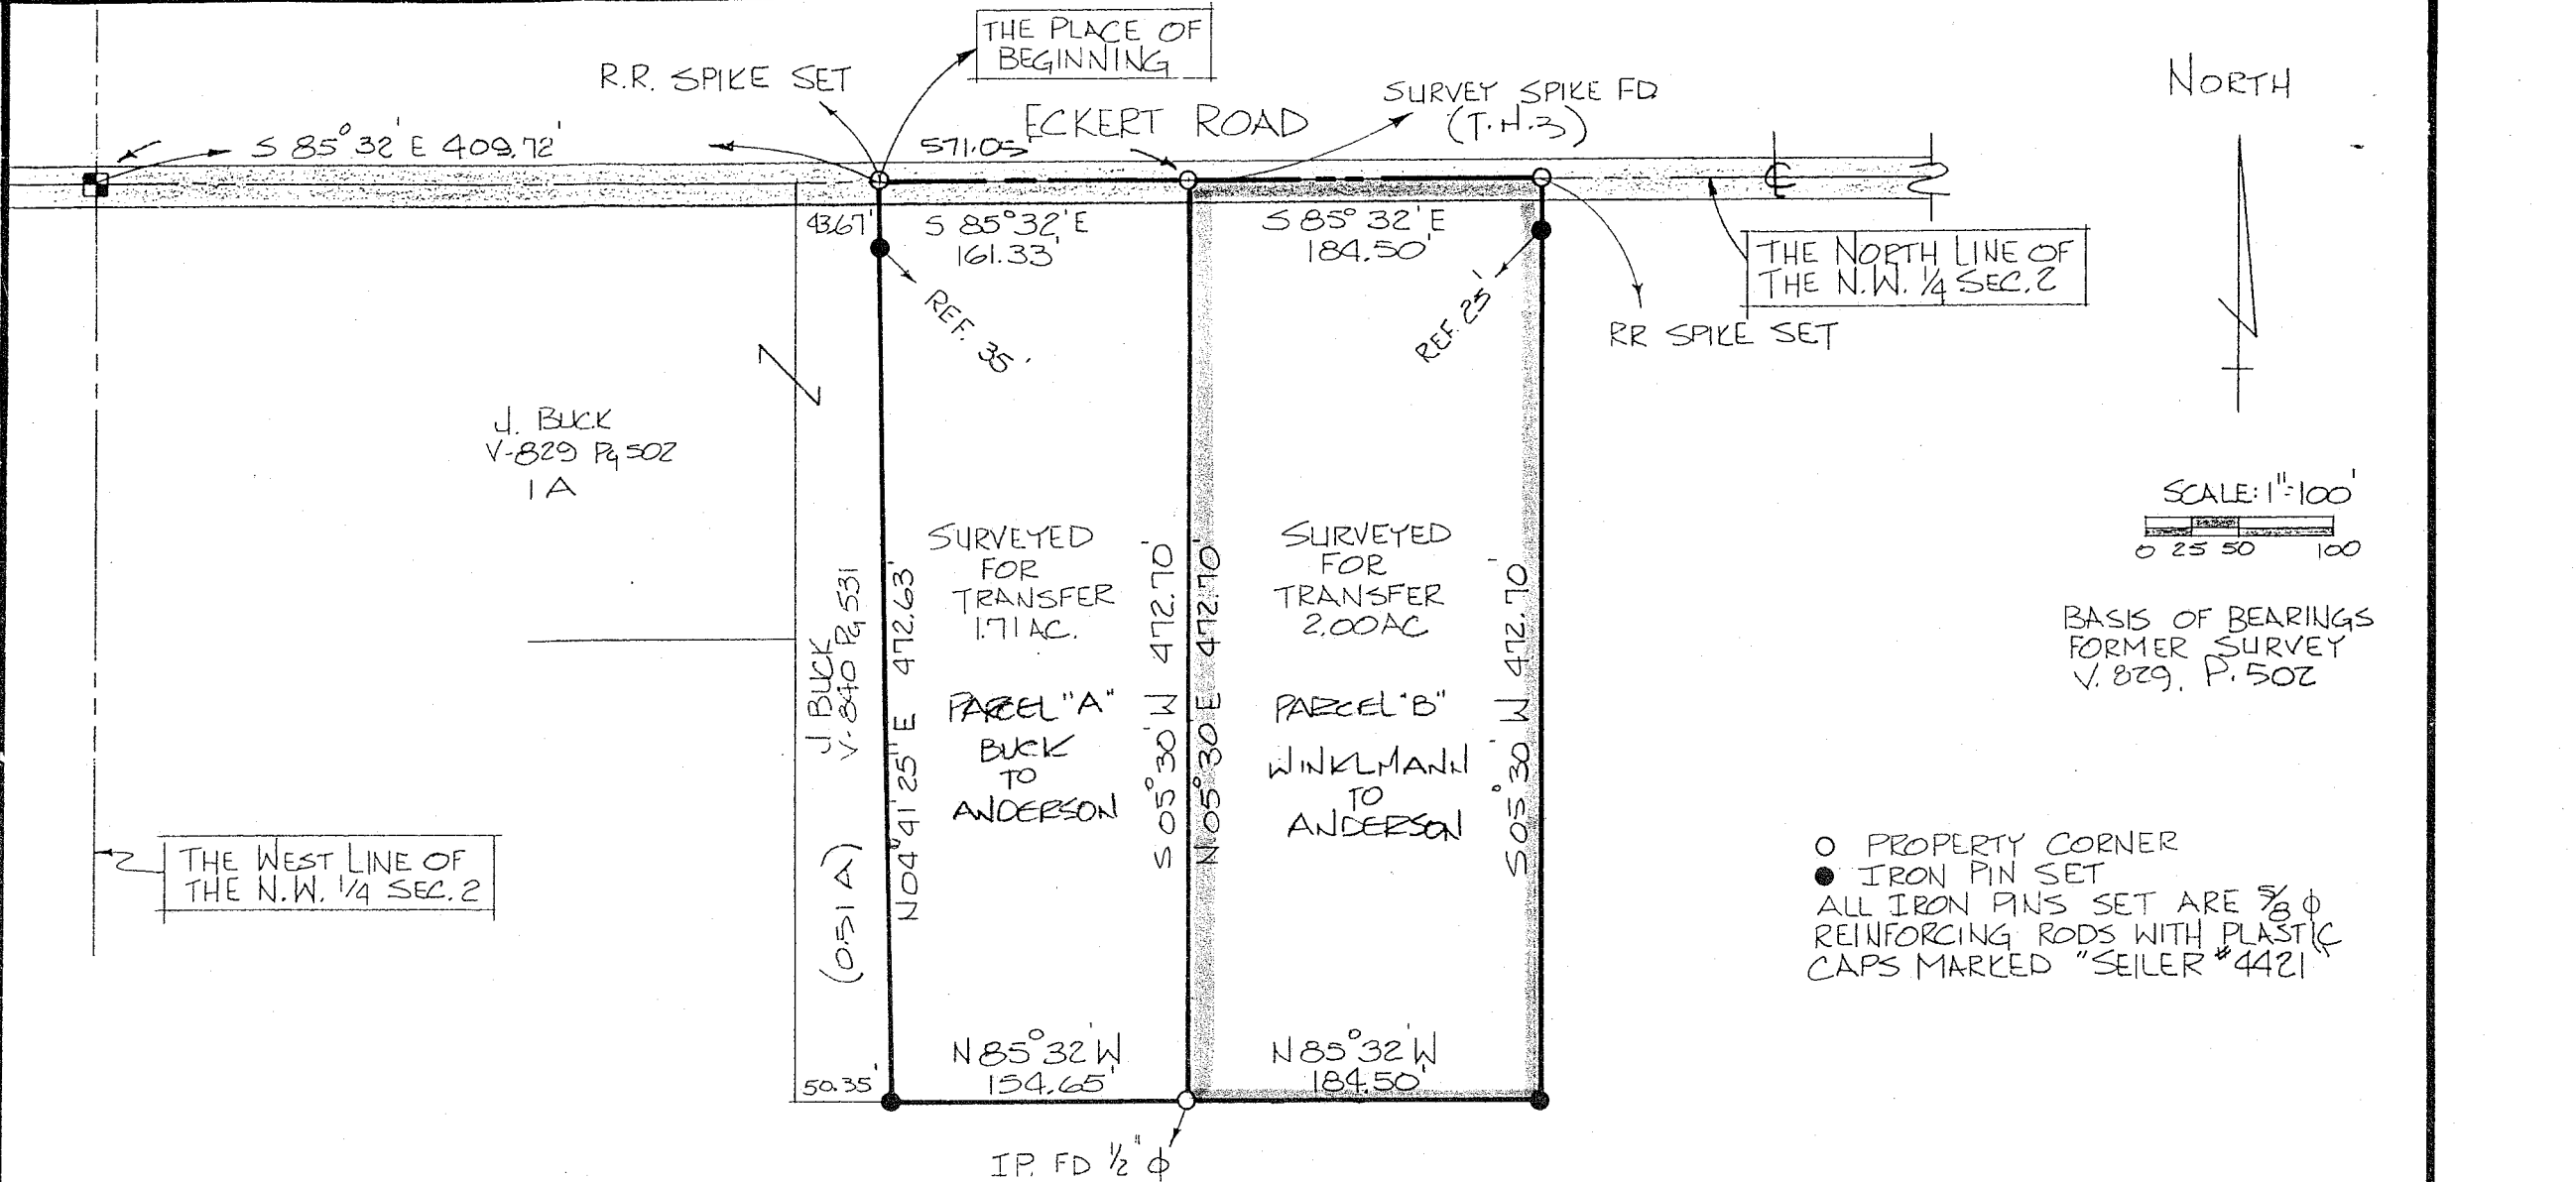 THE PLACE OF
BEGINNING
R.R. SPIKE SET
ECKERT ROAD
SURVEY SPIKE FD
(T.H.3)
NORTH
S 85° 32' E 409.72'
571.05'
43.67'
S 85° 32' E
161.33'
S 85° 32' E
184.50'
THE NORTH LINE OF
THE N.W. 1/4 SEC. 2
REF. 35'
REF. 25'
RR SPIKE SET
J. BUCK
V-829 Pg 502
1 A
SCALE: 1"=100'
0 25 50 100
SURVEYED
FOR
TRANSFER
1.71 AC.
PARCEL "A"
BUCK
TO
ANDERSON
SURVEYED
FOR
TRANSFER
2.00 AC
PARCEL "B"
WINKLMANN
TO
ANDERSON
J. BUCK
V-840 Pg 531
(0.51 A)
N 04° 41' 25" E 472.63'
S 05° 30' W 472.70'
N 05° 30' E 472.70'
S 05° 30' W 472.70'
BASIS OF BEARINGS
FORMER SURVEY
V. 829, P. 502
THE WEST LINE OF
THE N.W. 1/4 SEC. 2
O PROPERTY CORNER
● IRON PIN SET
ALL IRON PINS SET ARE 5/8 φ
REINFORCING RODS WITH PLASTIC
CAPS MARKED "SEILER #4421"
50.35'
N 85° 32' W
154.65'
N 85° 32' W
184.50'
I.P. FD 1/2" φ